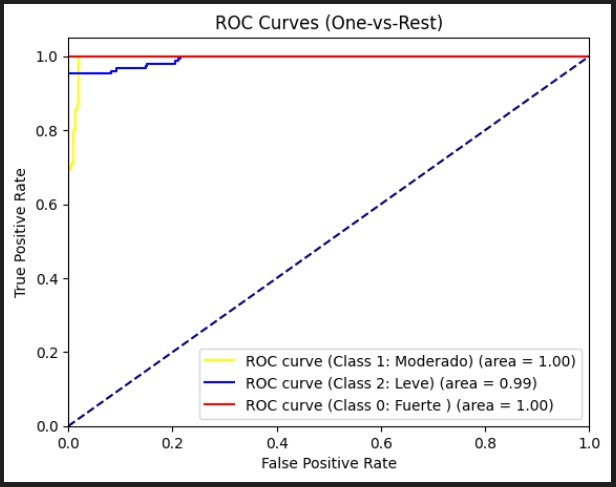 ROC Curves (One-vs-Rest)
True Positive Rate
1.0
0.8
0.6
0.4
0.2
0.0
ROC curve (Class 1: Moderado) (area = 1.00)
ROC curve (Class 2: Leve) (area = 0.99)
ROC curve (Class 0: Fuerte ) (area = 1.00)
0.0 0.2 0.4 0.6 0.8 1.0
False Positive Rate